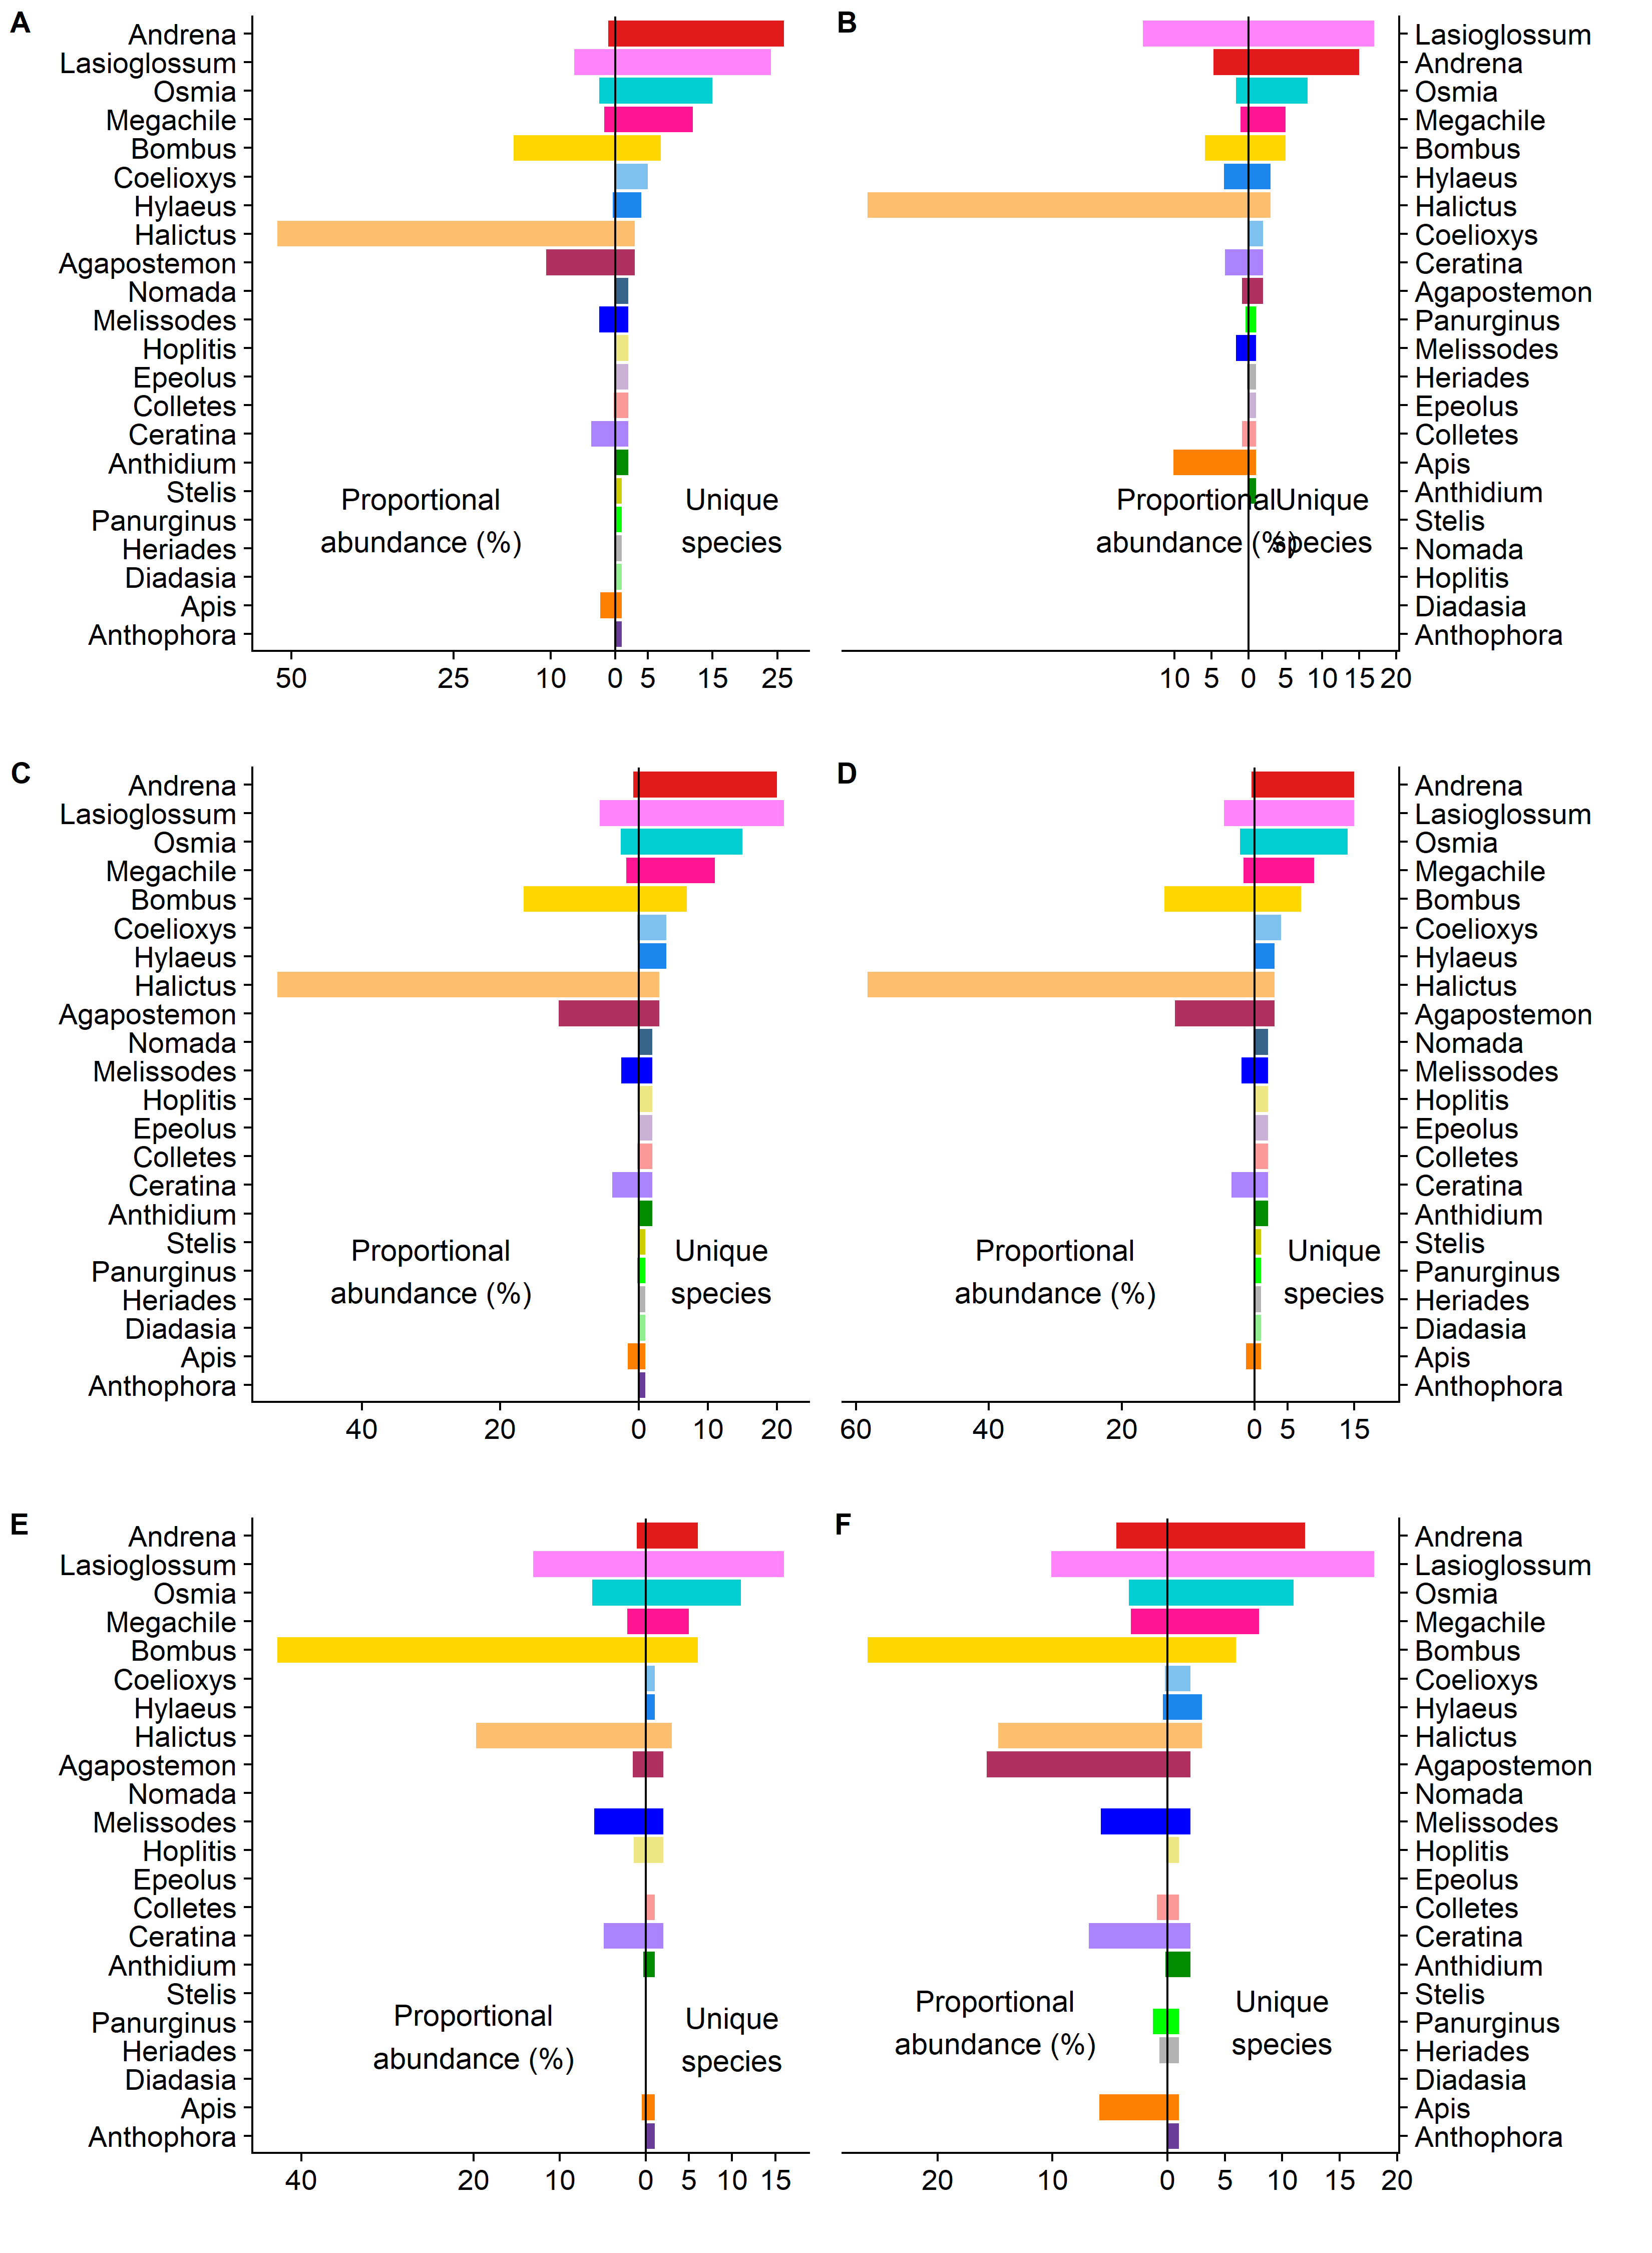 A
Andrena
Lasioglossum
Osmia
Megachile
Bombus
Coelioxys
Hylaeus
Halictus
Agapostemon
Nomada
Melissodes
Hoplitis
Epeolus
Colletes
Ceratina
Anthidium
Stelis
Panurginus
Heriades
Diadasia
Apis
Anthophora
Proportional
abundance (%)
Unique
species
50 25 10 0 5 15 25
B
Lasioglossum
Andrena
Osmia
Megachile
Bombus
Hylaeus
Halictus
Coelioxys
Ceratina
Agapostemon
Panurginus
Melissodes
Heriades
Epeolus
Colletes
Apis
Anthidium
Stelis
Nomada
Hoplitis
Diadasia
Anthophora
Proportional
abundance (%)
Unique
species
10 5 0 5 10 15 20
C
Andrena
Lasioglossum
Osmia
Megachile
Bombus
Coelioxys
Hylaeus
Halictus
Agapostemon
Nomada
Melissodes
Hoplitis
Epeolus
Colletes
Ceratina
Anthidium
Stelis
Panurginus
Heriades
Diadasia
Apis
Anthophora
Proportional
abundance (%)
Unique
species
40 20 0 10 20
D
Andrena
Lasioglossum
Osmia
Megachile
Bombus
Coelioxys
Hylaeus
Halictus
Agapostemon
Nomada
Melissodes
Hoplitis
Epeolus
Colletes
Ceratina
Anthidium
Stelis
Panurginus
Heriades
Diadasia
Apis
Anthophora
Proportional
abundance (%)
Unique
species
60 40 20 0 5 15
E
Andrena
Lasioglossum
Osmia
Megachile
Bombus
Coelioxys
Hylaeus
Halictus
Agapostemon
Nomada
Melissodes
Hoplitis
Epeolus
Colletes
Ceratina
Anthidium
Stelis
Panurginus
Heriades
Diadasia
Apis
Anthophora
Proportional
abundance (%)
Unique
species
40 20 10 0 5 10 15
F
Andrena
Lasioglossum
Osmia
Megachile
Bombus
Coelioxys
Hylaeus
Halictus
Agapostemon
Nomada
Melissodes
Hoplitis
Epeolus
Colletes
Ceratina
Anthidium
Stelis
Panurginus
Heriades
Diadasia
Apis
Anthophora
Proportional
abundance (%)
Unique
species
20 10 0 5 10 15 20